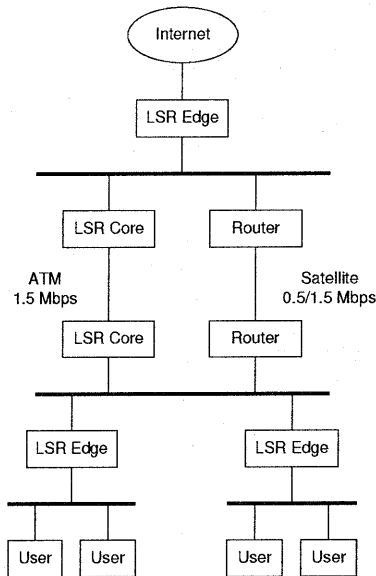 Internet
LSR Edge
LSR Core
Router
ATM
1.5 Mbps
Satellite
0.5/1.5 Mbps
LSR Core
Router
LSR Edge
LSR Edge
User
User
User
User